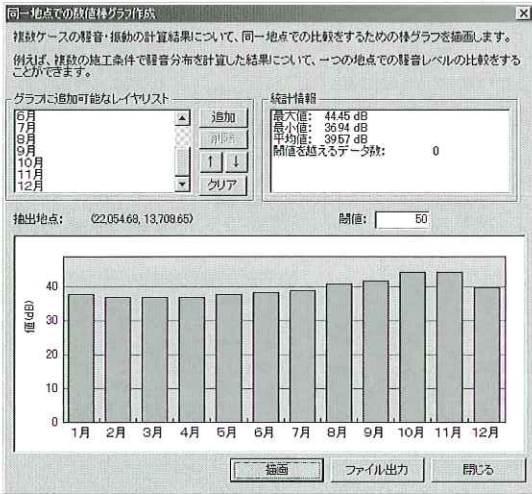 同一地点での数値棒グラフ作成
複数ケースの騒音・振動の計算結果について、同一地点での比較をするための棒グラフを描画します。
例えば、複数の施工条件で騒音分布を計算した結果について、一つの地点での騒音レベルの比較をする
ことができます。
グラフに追加可能なレイヤリスト
6月
7月
8月
9月
10月
11月
12月
追加
削除
↑ ↓
クリア
統計情報
最大値: 44.45 dB
最小値: 36.94 dB
平均値: 39.57 dB
閾値を越えるデータ数: 0
抽出地点: (22,054.68, 13,709.65)
閾値: 50
値(dB)
40
30
20
10
0
1月 2月 3月 4月 5月 6月 7月 8月 9月 10月 11月 12月
描画 ファイル出力 閉じる